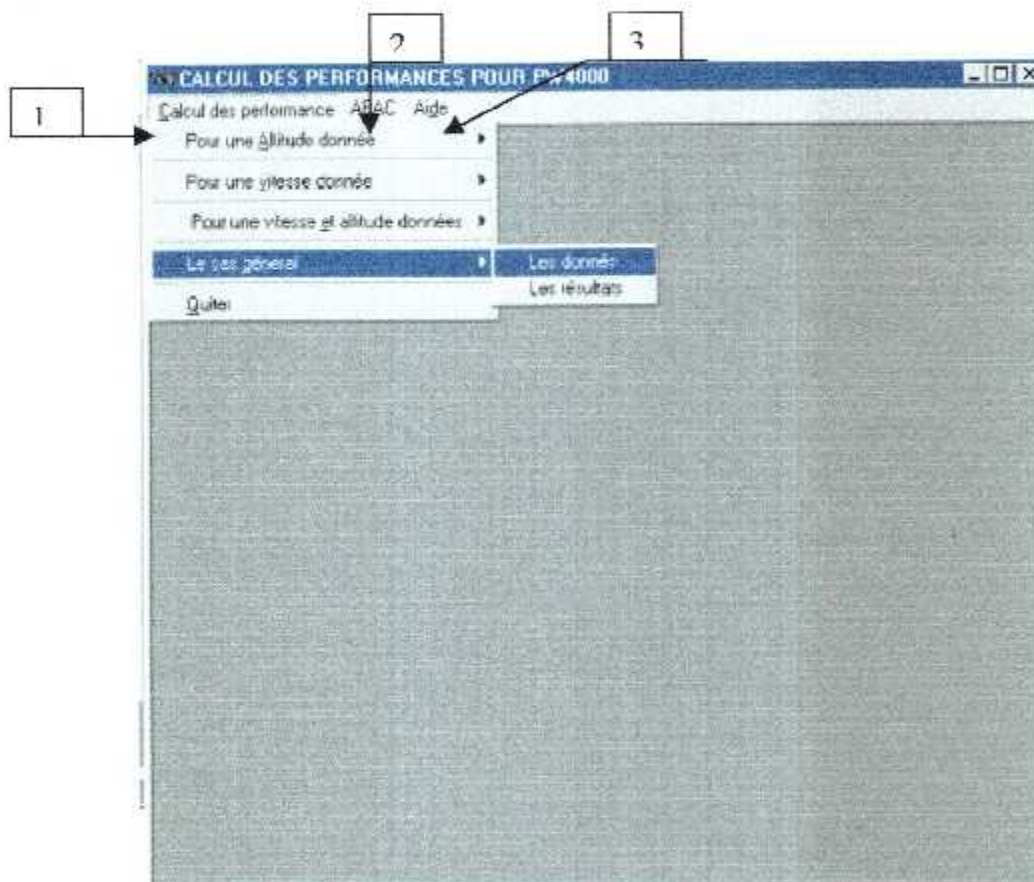 2 3
CALCUL DES PERFORMANCES POUR PW4000
1
Calcul des performance ABAC Aide
Pour une Altitude donnée
Pour une vitesse donnée
Pour une vitesse et altitude données
Le cas général Les donnés
Les résultats
Quiter